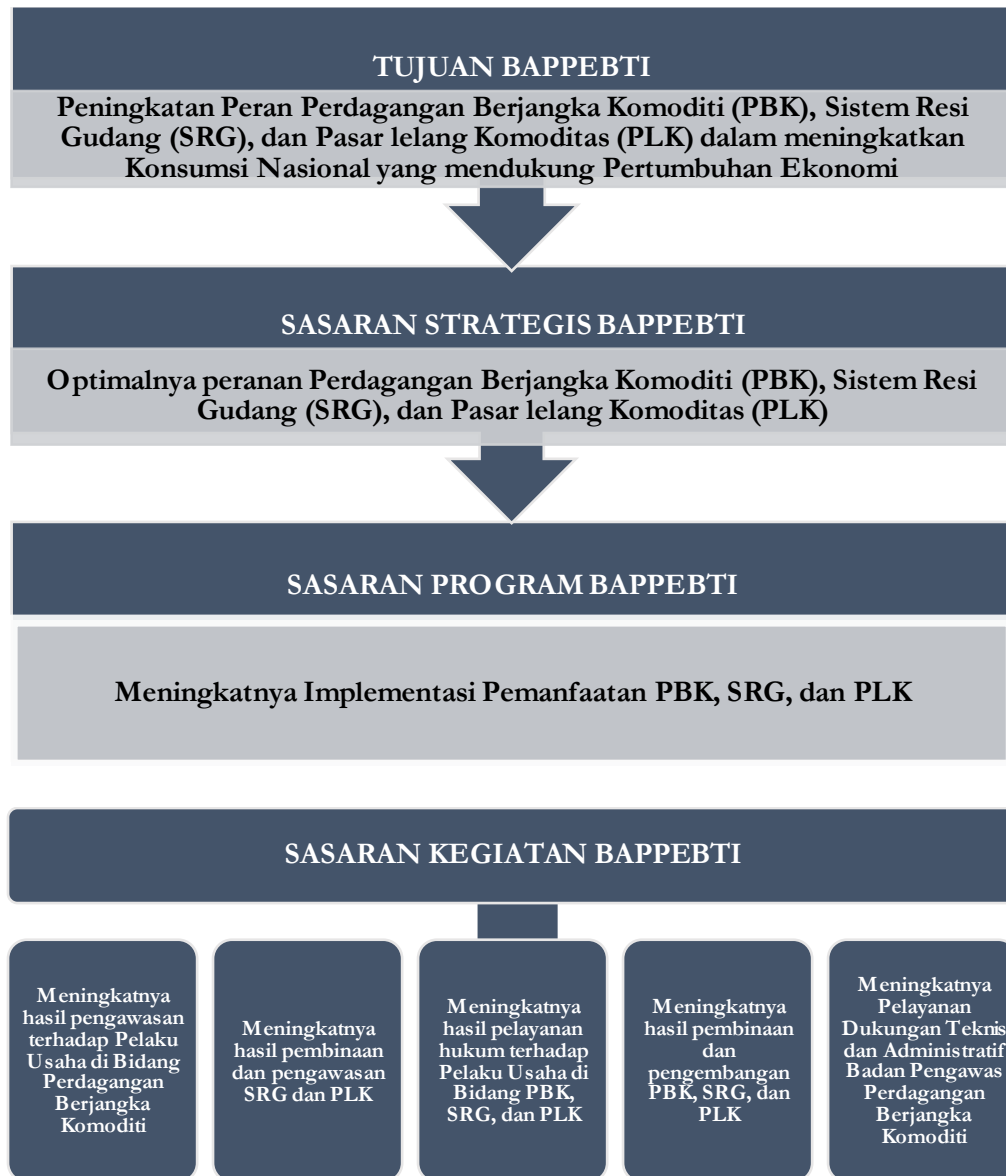 TUJUAN BAPPEBTI
Peningkatan Peran Perdagangan Berjangka Komoditi (PBK), Sistem Resi
Gudang (SRG), dan Pasar lelang Komoditas (PLK) dalam meningkatkan
Konsumsi Nasional yang mendukung Pertumbuhan Ekonomi
SASARAN STRATEGIS BAPPEBTI
Optimalnya peranan Perdagangan Berjangka Komoditi (PBK), Sistem Resi
Gudang (SRG), dan Pasar lelang Komoditas (PLK)
SASARAN PROGRAM BAPPEBTI
Meningkatnya Implementasi Pemanfaatan PBK, SRG, dan PLK
SASARAN KEGIATAN BAPPEBTI
Meningkatnya
hasil pengawasan
terhadap Pelaku
Usaha di Bidang
Perdagangan
Berjangka
Komoditi
Meningkatnya
hasil pembinaan
dan pengawasan
SRG dan PLK
Meningkatnya
hasil pelayanan
hukum terhadap
Pelaku Usaha di
Bidang PBK,
SRG, dan PLK
Meningkatnya
hasil pembinaan
dan
pengembangan
PBK, SRG, dan
PLK
Meningkatnya
Pelayanan
Dukungan Teknis
dan Administratif
Badan Pengawas
Perdagangan
Berjangka
Komoditi